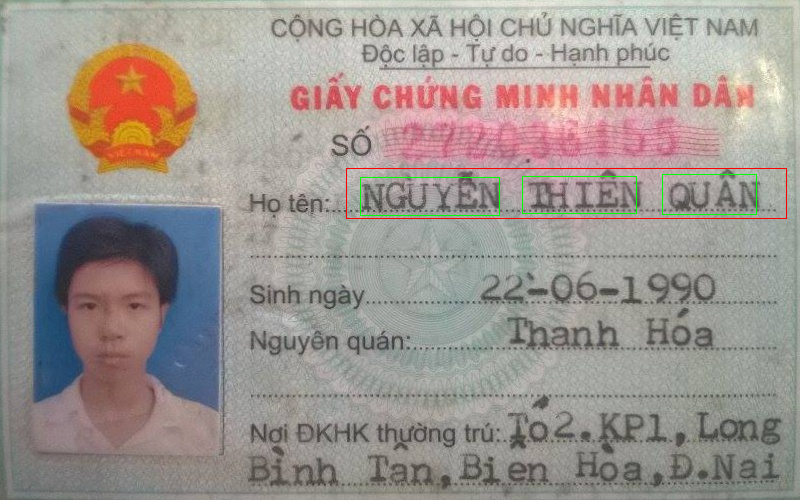 CỘNG HÒA XÃ HỘI CHỦ NGHĨA VIỆT NAM
Độc lập - Tự do - Hạnh phúc
GIẤY CHỨNG MINH NHÂN DÂN
SỐ 272036155
Họ tên: NGUYỄN THIÊN QUÂN
Sinh ngày 22-06-1990
Nguyên quán: Thanh Hóa
Nơi ĐKHK thường trú: Tổ2.KP1,Long
Bình Tân,Biên Hòa,Đ.Nai
VIỆT NAM